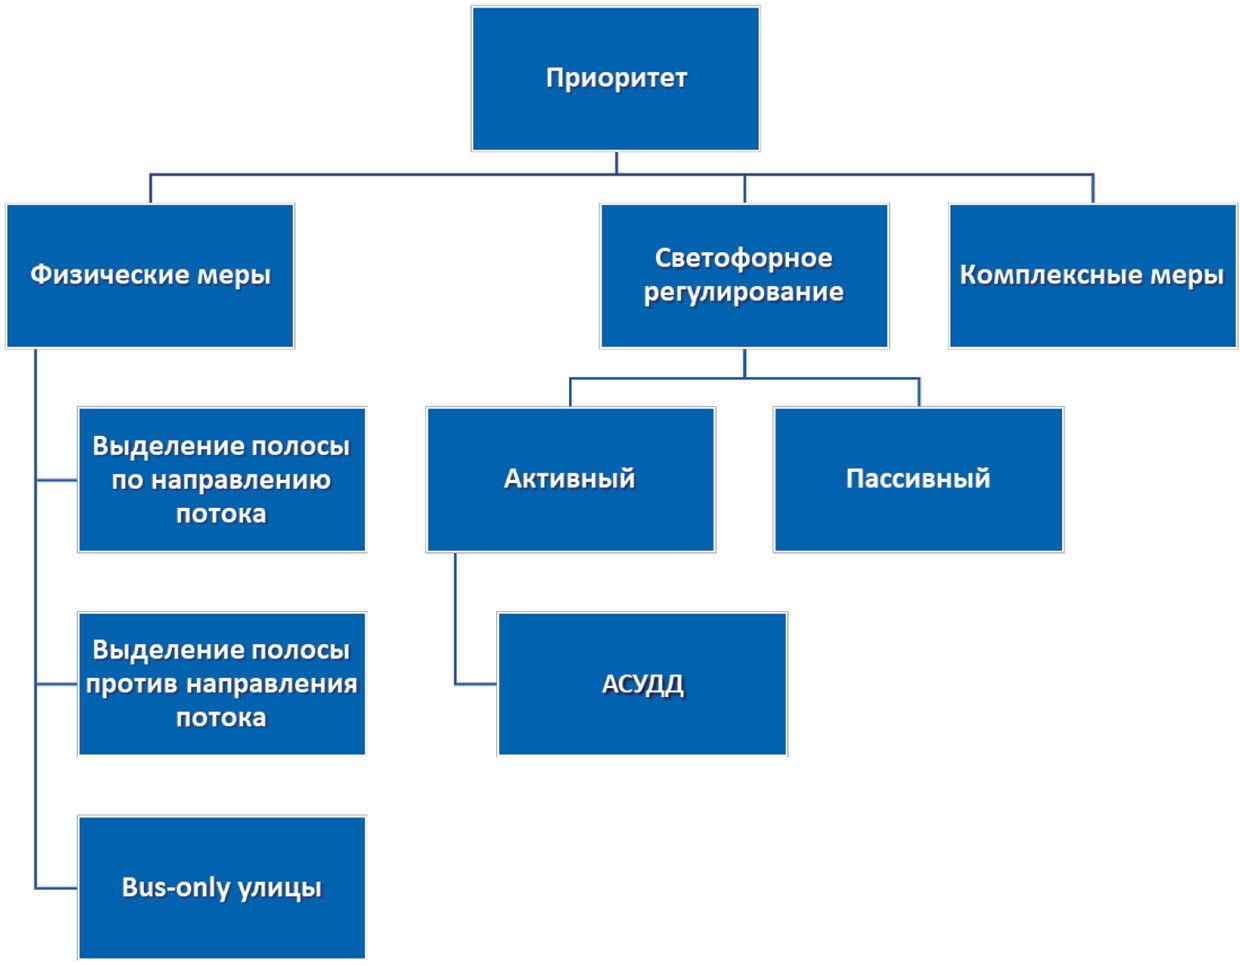 Приоритет
Физические меры
Светофорное
регулирование
Комплексные меры
Выделение полосы
по направлению
потока
Активный
Пассивный
Выделение полосы
против направления
потока
АСУДД
Bus-only улицы